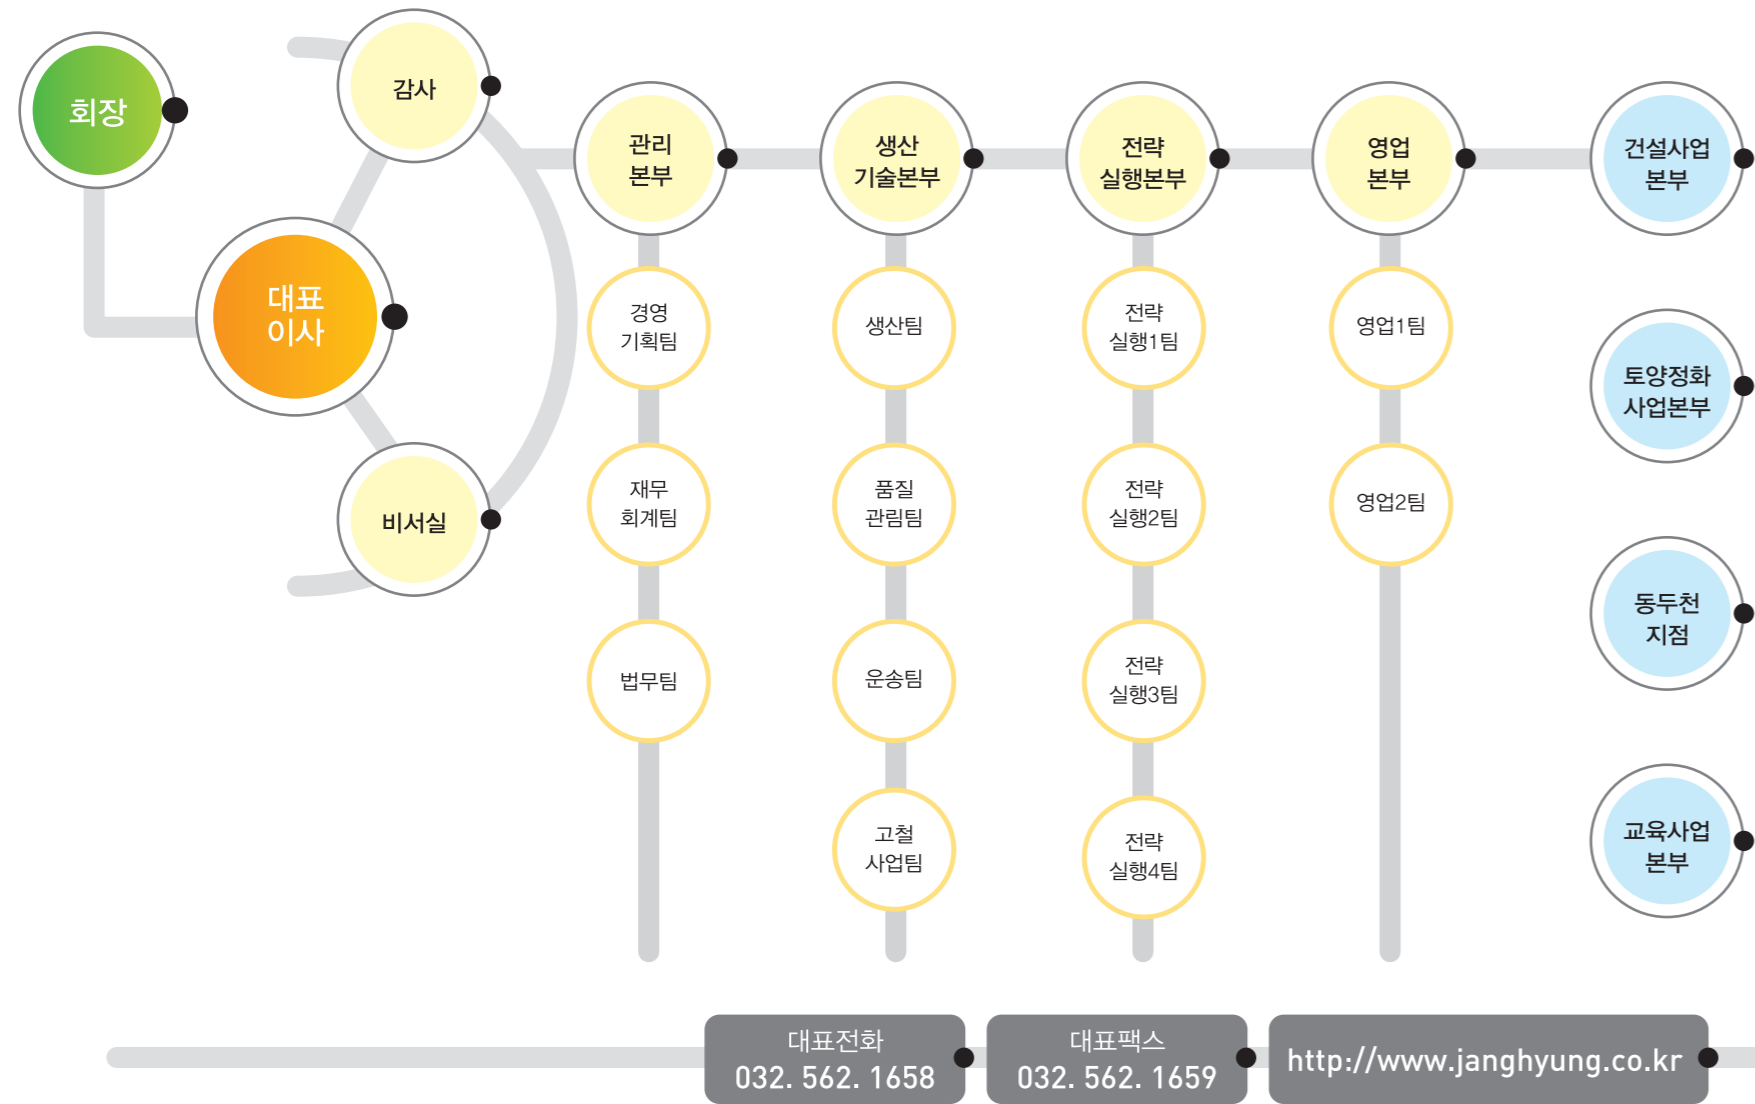 회장
대표
이사
감사
비서실
관리
본부
경영
기획팀
재무
회계팀
법무팀
생산
기술본부
생산팀
품질
관림팀
운송팀
고철
사업팀
전략
실행본부
전략
실행1팀
전략
실행2팀
전략
실행3팀
전략
실행4팀
영업
본부
영업1팀
영업2팀
건설사업
본부
토양정화
사업본부
동두천
지점
교육사업
본부
대표전화
032. 562. 1658
대표팩스
032. 562. 1659
http://www.janghyung.co.kr